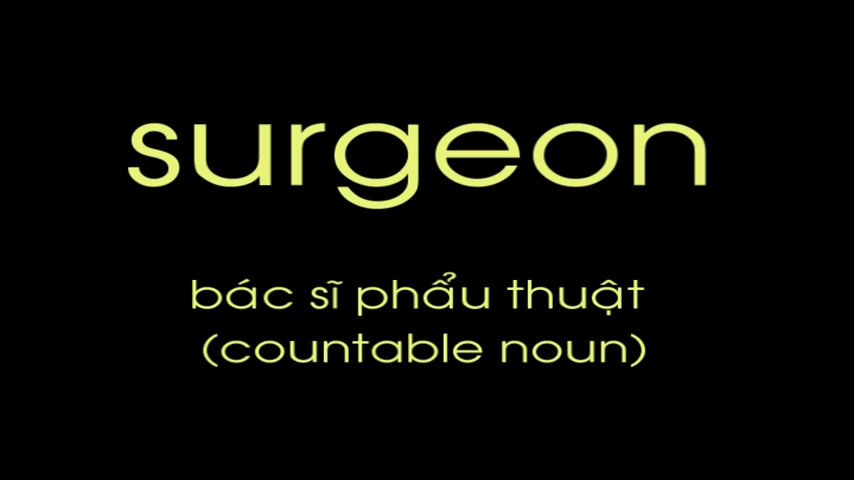 surgeon
bác sĩ phẩu thuật
(countable noun)